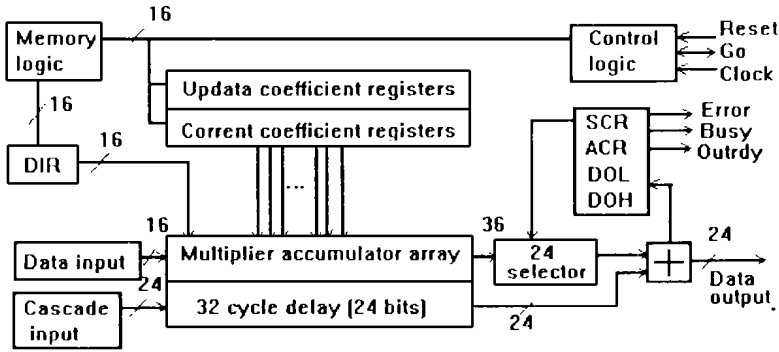 16
Memory
logic
Control
logic
Reset
Go
Clock
Updata coefficient registers
Corrent coefficient registers
16
DIR
16
SCR
ACR
DOL
DOH
Error
Busy
Outrdy
...
Data input
16
Multiplier accumulator array
36
24
selector
+
24
Data
output
Cascade
input
24
32 cycle delay (24 bits)
24